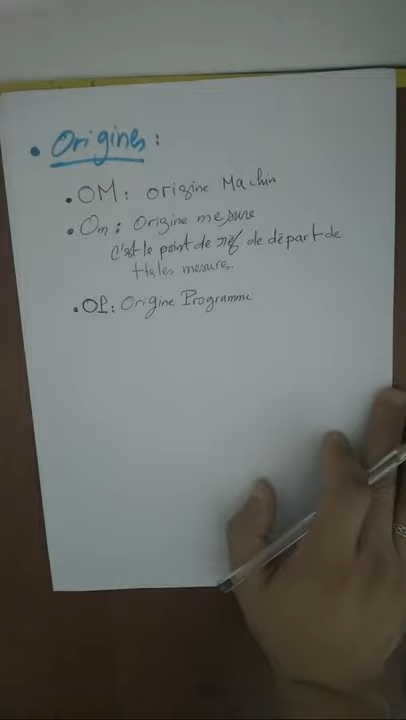 • Origines :
• OM : origine Machin
• Om : Origine mesure
C'est le point de réf de départ de
ttes les mesures.
• OP : Origine Programme